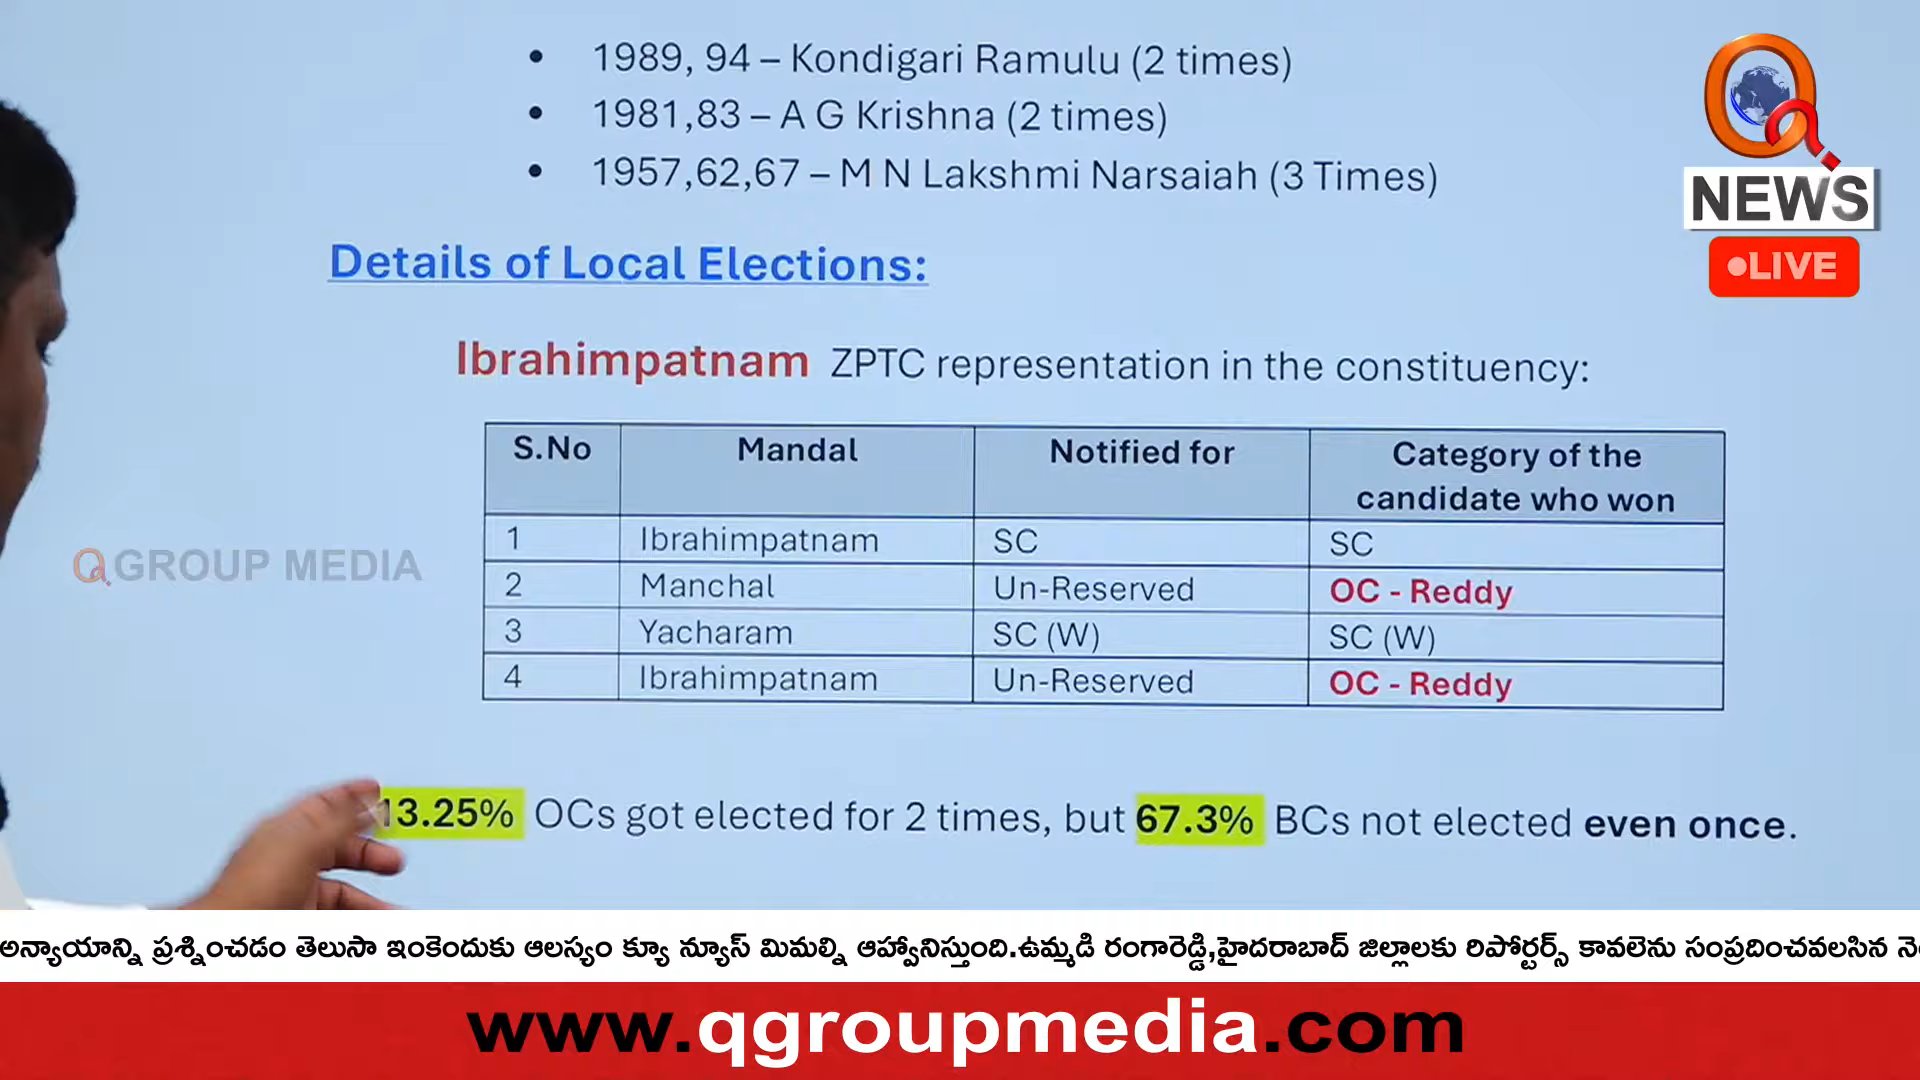 • 1989, 94 – Kondigari Ramulu (2 times)
• 1981,83 – A G Krishna (2 times)
• 1957,62,67 – M N Lakshmi Narsaiah (3 Times)
Q
NEWS
LIVE
Details of Local Elections:
Ibrahimpatnam ZPTC representation in the constituency:
S.No Mandal Notified for Category of the candidate who won
1 Ibrahimpatnam SC SC
2 Manchal Un-Reserved OC - Reddy
3 Yacharam SC (W) SC (W)
4 Ibrahimpatnam Un-Reserved OC - Reddy
Q GROUP MEDIA
13.25% OCs got elected for 2 times, but 67.3% BCs not elected even once.
అన్యాయాన్ని ప్రశ్నించడం తెలుసా ఇంకెందుకు ఆలస్యం క్యూ న్యూస్ మిమల్ని ఆహ్వానిస్తుంది.ఉమ్మడి రంగారెడ్డి,హైదరాబాద్ జిల్లాలకు రిపోర్టర్స్ కావలెను సంప్రదించవలసిన
www.qgroupmedia.com